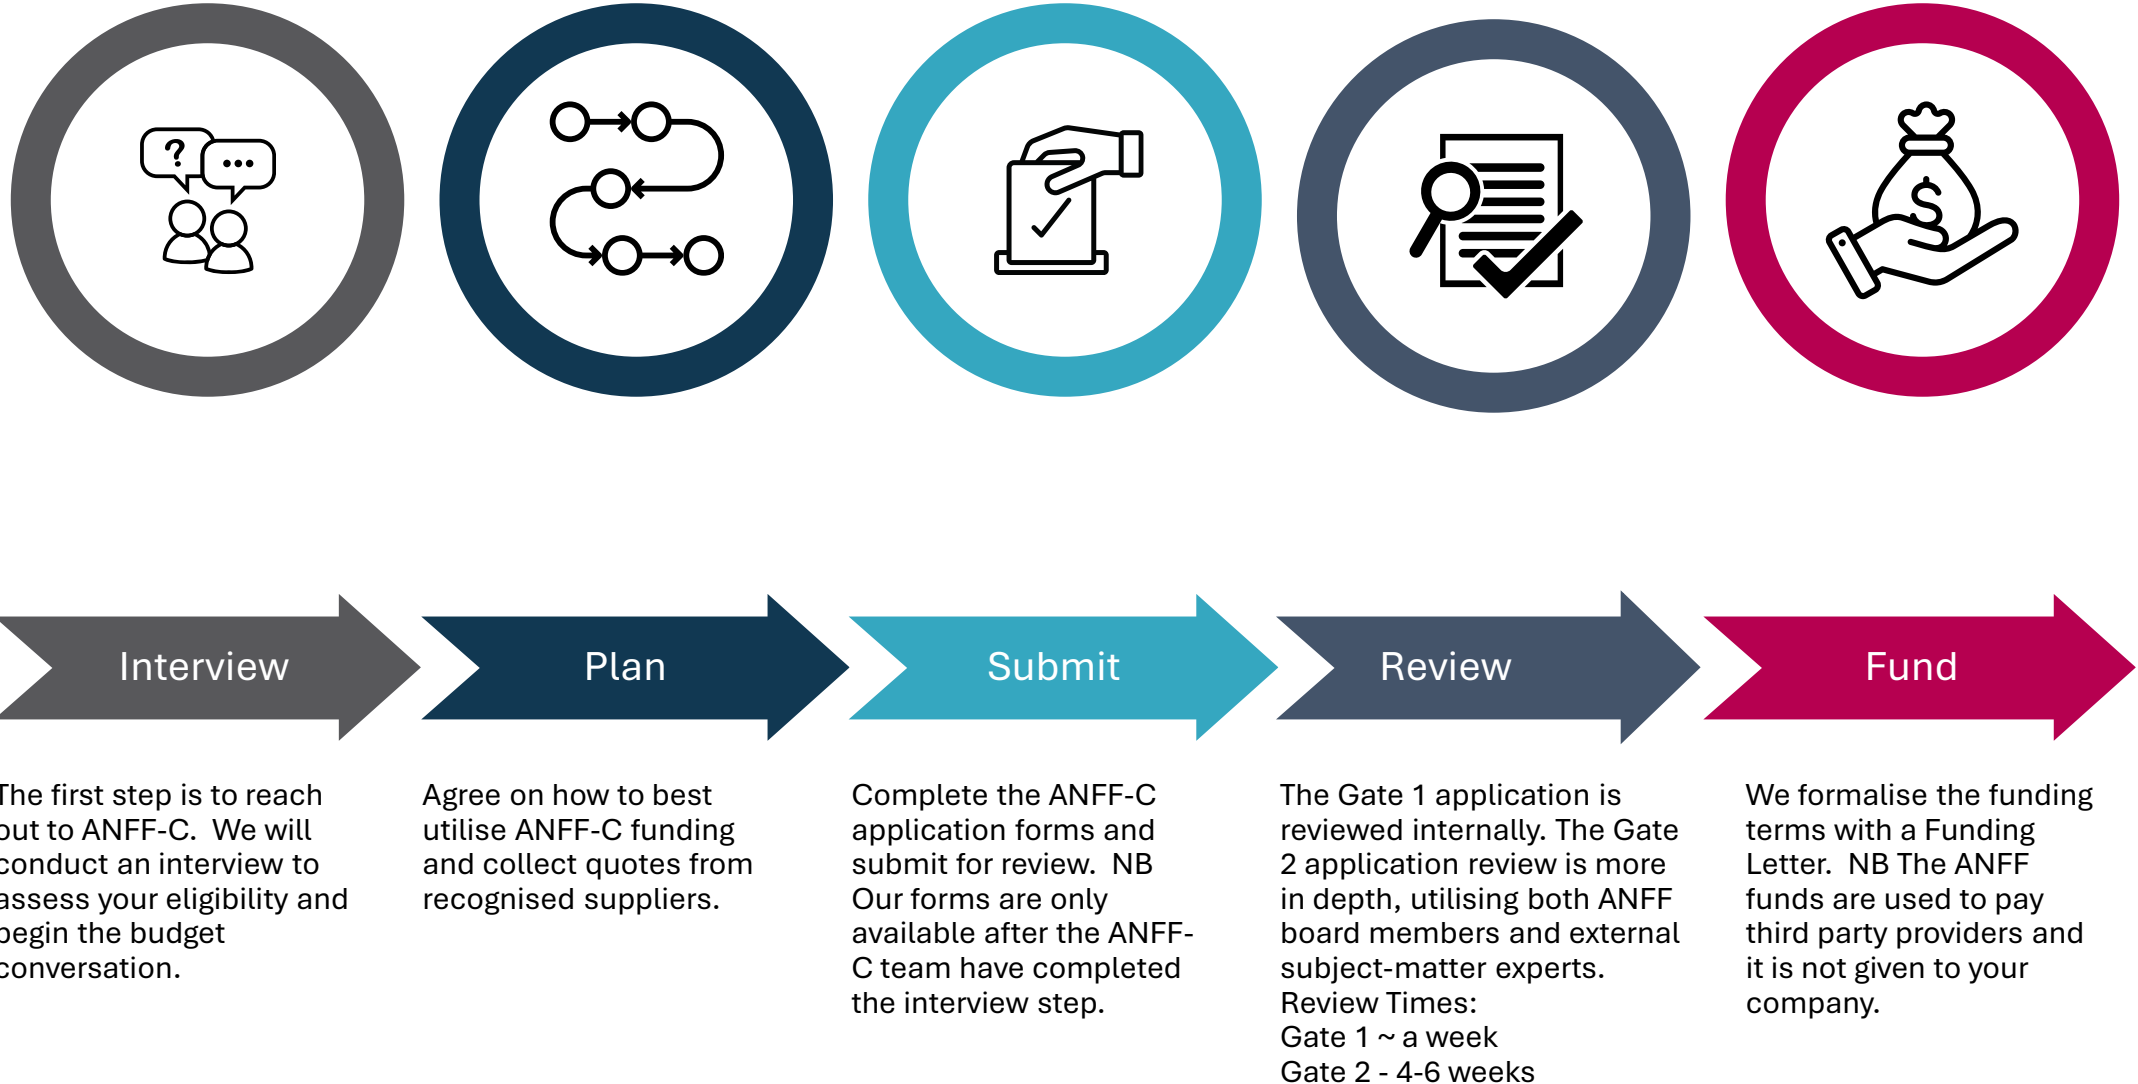 ?
$
Interview
Plan
Submit
Review
Fund
The first step is to reach
out to ANFF-C.  We will
conduct an interview to
assess your eligibility and
begin the budget
conversation.
Agree on how to best
utilise ANFF-C funding
and collect quotes from
recognised suppliers.
Complete the ANFF-C
application forms and
submit for review.  NB
Our forms are only
available after the ANFF-
C team have completed
the interview step.
The Gate 1 application is
reviewed internally. The Gate
2 application review is more
in depth, utilising both ANFF
board members and external
subject-matter experts.
Review Times:
Gate 1 ~ a week
Gate 2 - 4-6 weeks
We formalise the funding
terms with a Funding
Letter.  NB The ANFF
funds are used to pay
third party providers and
it is not given to your
company.